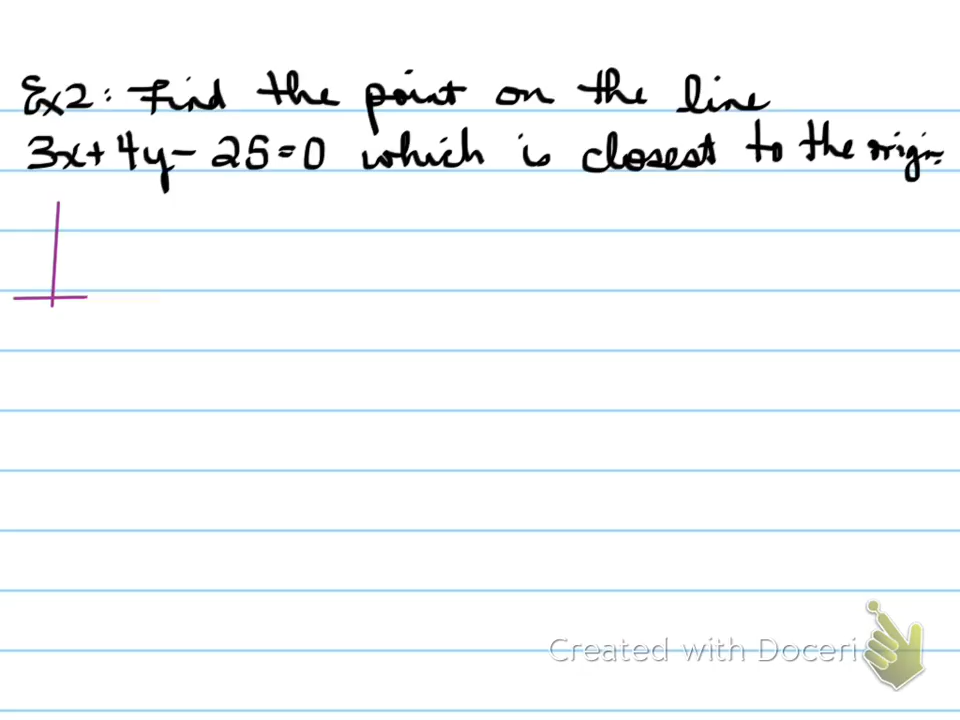 Ex2: Find the point on the line
3x+4y-25=0 which is closest to the origin.
Created with Doceri